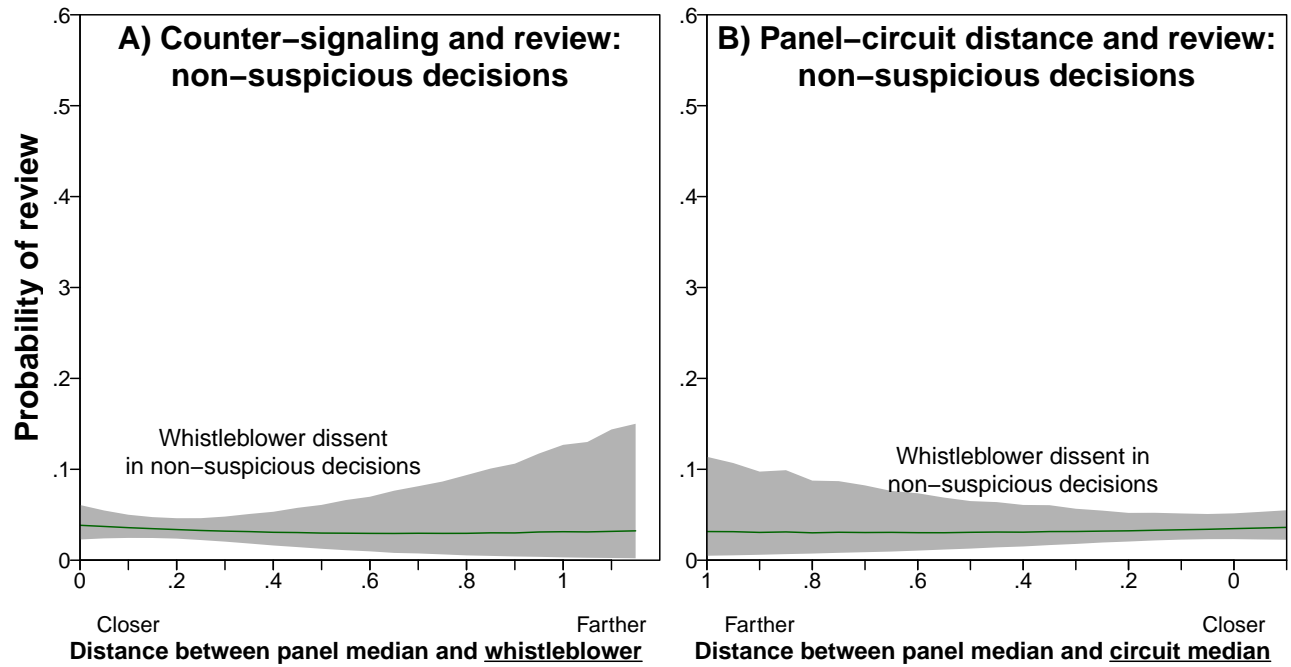 A) Counter−signaling and review:
non−suspicious decisions
Probability of review
.6
.5
.4
3
.2
.1
0
Whistleblower dissent
in non−suspicious decisions
0
.2
.4
.6
.8
1
Closer
Farther
Distance between panel median and whistleblower
B) Panel−circuit distance and review:
non−suspicious decisions
.6
.5
.4
3
.2
.1
0
Whistleblower dissent in
non−suspicious decisions
1
.8
.6
.4
.2
0
Farther
Closer
Distance between panel median and circuit median